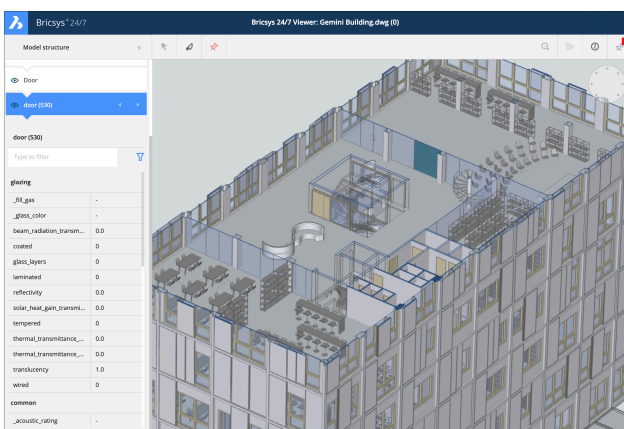 Bricsys® 24/7
Bricsys 24/7 Viewer: Gemini Building.dwg (0)
Model structure
Door
door (530)
door (530)
Type to filter
glazing
_fill_gas -
_glass_color -
beam_radiation_transm... 0.0
coated 0
glass_layers 0
laminated 0
reflectivity 0.0
solar_heat_gain_transmi... 0.0
tempered 0
thermal_transmittance_... 0.0
thermal_transmittance_... 0.0
translucency 1.0
wired 0
common
_acoustic_rating -